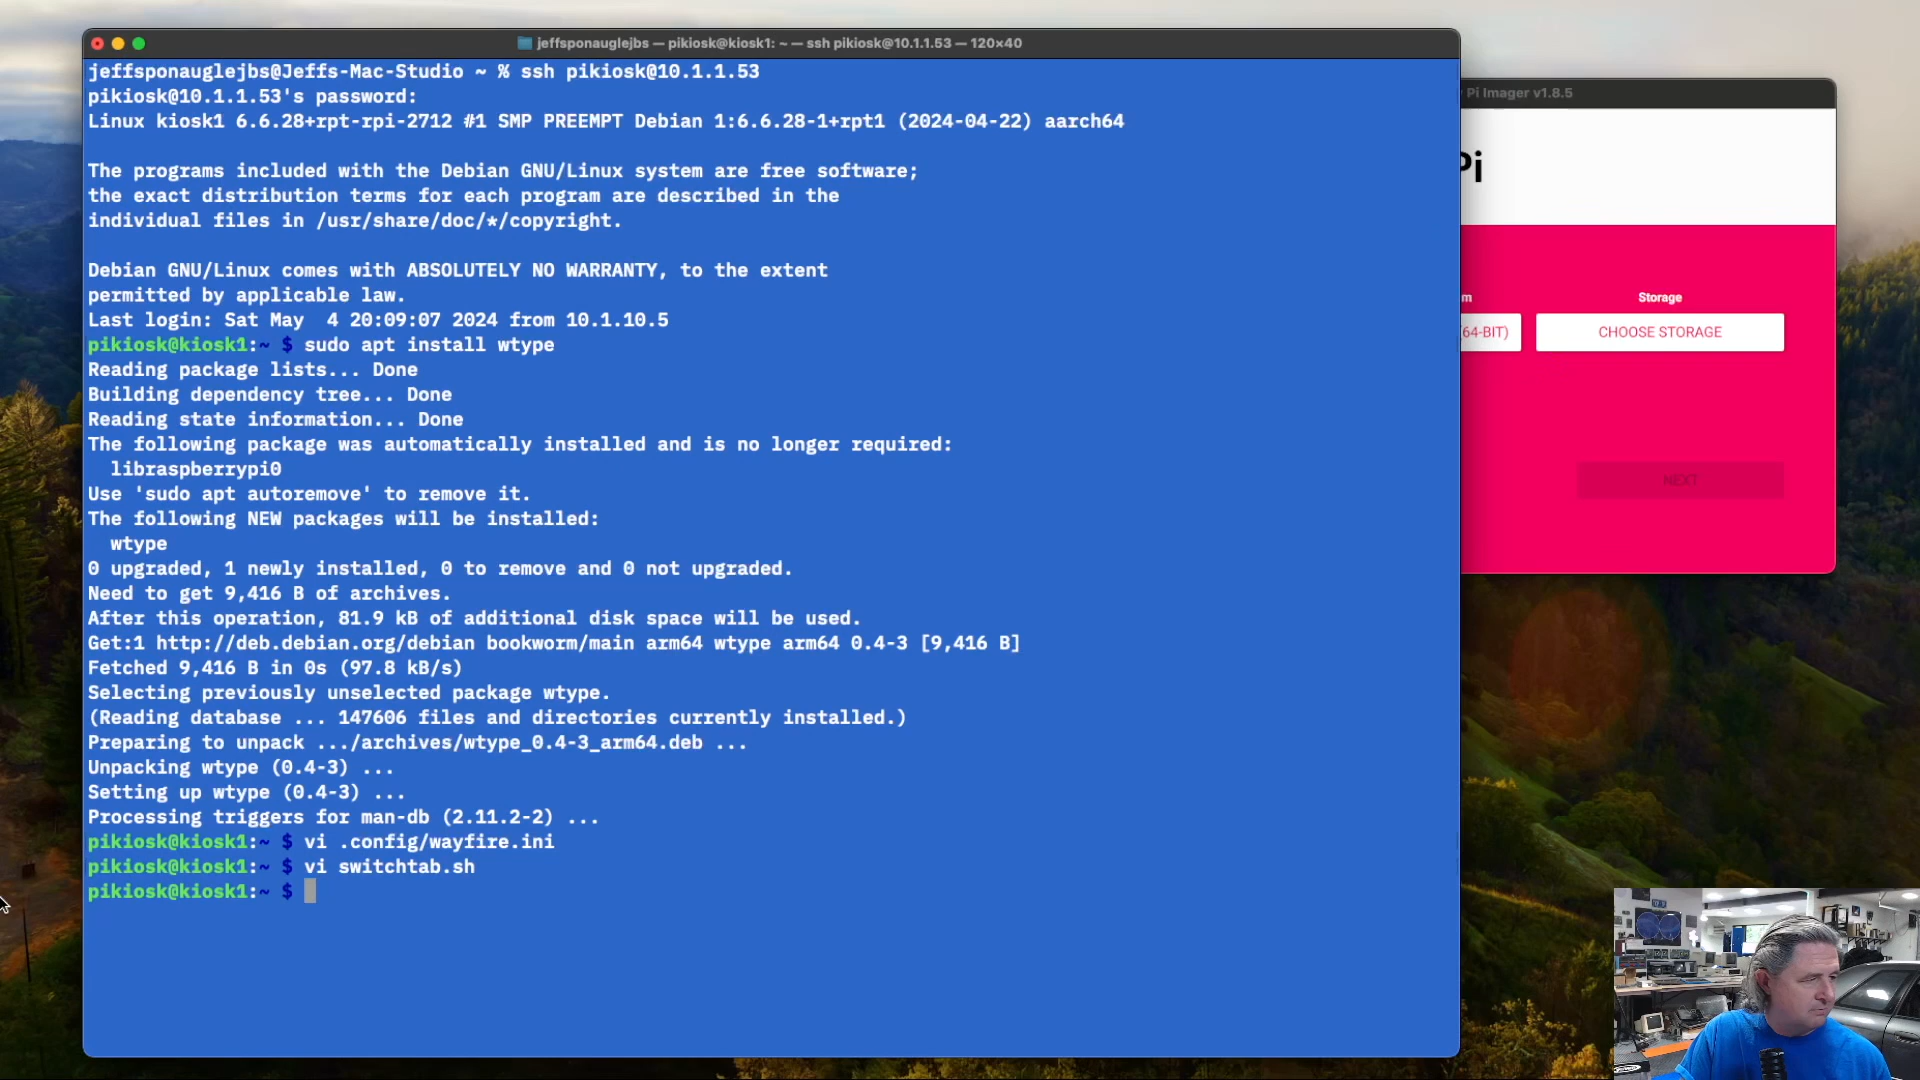 jeffsponauglejbs — pikiosk@kiosk1: ~ — ssh pikiosk@10.1.1.53 — 120×40
jeffsponauglejbs@Jeffs-Mac-Studio ~ % ssh pikiosk@10.1.1.53
pikiosk@10.1.1.53's password:
Linux kiosk1 6.6.28+rpt-rpi-2712 #1 SMP PREEMPT Debian 1:6.6.28-1+rpt1 (2024-04-22) aarch64
The programs included with the Debian GNU/Linux system are free software;
the exact distribution terms for each program are described in the
individual files in /usr/share/doc/*/copyright.
Debian GNU/Linux comes with ABSOLUTELY NO WARRANTY, to the extent
permitted by applicable law.
Last login: Sat May  4 20:09:07 2024 from 10.1.10.5
pikiosk@kiosk1:~ $ sudo apt install wtype
Reading package lists... Done
Building dependency tree... Done
Reading state information... Done
The following package was automatically installed and is no longer required:
  libraspberrypi0
Use 'sudo apt autoremove' to remove it.
The following NEW packages will be installed:
  wtype
0 upgraded, 1 newly installed, 0 to remove and 0 not upgraded.
Need to get 9,416 B of archives.
After this operation, 81.9 kB of additional disk space will be used.
Get:1 http://deb.debian.org/debian bookworm/main arm64 wtype arm64 0.4-3 [9,416 B]
Fetched 9,416 B in 0s (97.8 kB/s)
Selecting previously unselected package wtype.
(Reading database ... 147606 files and directories currently installed.)
Preparing to unpack .../archives/wtype_0.4-3_arm64.deb ...
Unpacking wtype (0.4-3) ...
Setting up wtype (0.4-3) ...
Processing triggers for man-db (2.11.2-2) ...
pikiosk@kiosk1:~ $ vi .config/wayfire.ini
pikiosk@kiosk1:~ $ vi switchtab.sh
pikiosk@kiosk1:~ $
Pi Imager v1.8.5
Pi
m
Storage
64-BIT)
CHOOSE STORAGE
NEXT